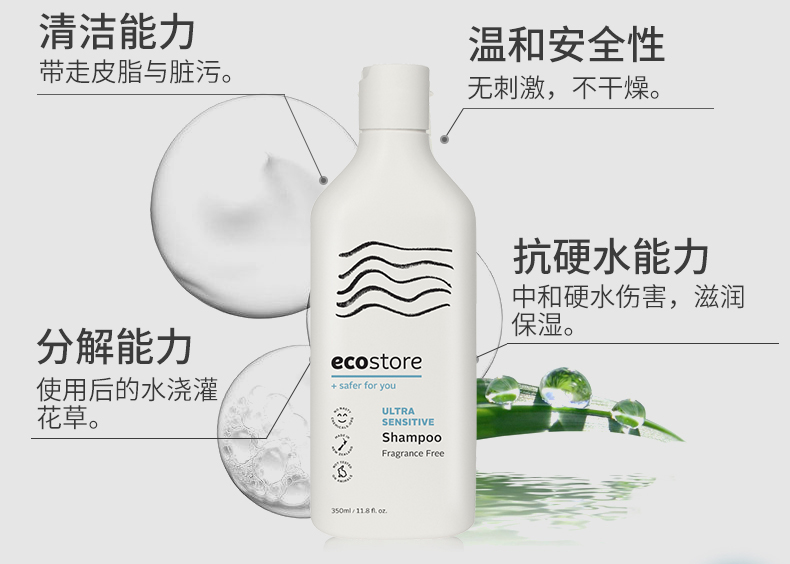 清洁能力
带走皮脂与脏污。
温和安全性
无刺激，不干燥。
抗硬水能力
中和硬水伤害，滋润
保湿。
分解能力
使用后的水浇灌
花草。
ecostore
+ safer for you
ULTRA
SENSITIVE
Shampoo
Fragrance Free
350ml / 11.8 fl. oz.